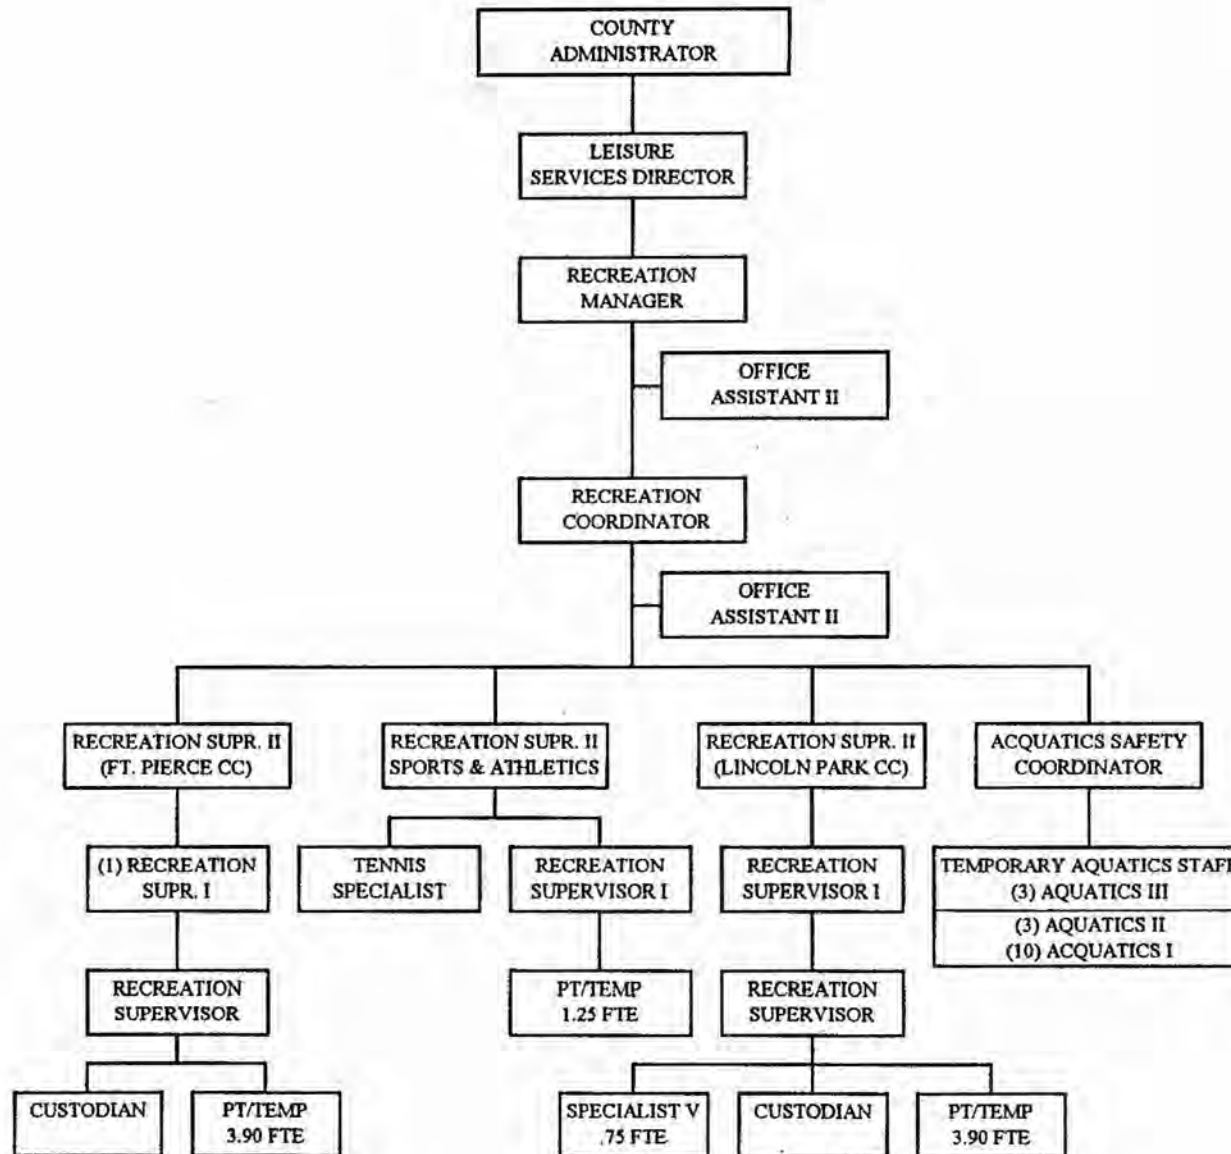 COUNTY
ADMINISTRATOR
LEISURE
SERVICES DIRECTOR
RECREATION
MANAGER
OFFICE
ASSISTANT II
RECREATION
COORDINATOR
OFFICE
ASSISTANT II
RECREATION SUPR. II
(FT. PIERCE CC)
RECREATION SUPR. II
SPORTS & ATHLETICS
RECREATION SUPR. II
(LINCOLN PARK CC)
ACQUATICS SAFETY
COORDINATOR
(1) RECREATION
SUPR. I
TENNIS
SPECIALIST
RECREATION
SUPERVISOR I
RECREATION
SUPERVISOR I
TEMPORARY AQUATICS STAFF
(3) AQUATICS III
(3) AQUATICS II
(10) ACQUATICS I
RECREATION
SUPERVISOR
PT/TEMP
1.25 FTE
RECREATION
SUPERVISOR
CUSTODIAN
PT/TEMP
3.90 FTE
SPECIALIST V
.75 FTE
CUSTODIAN
PT/TEMP
3.90 FTE